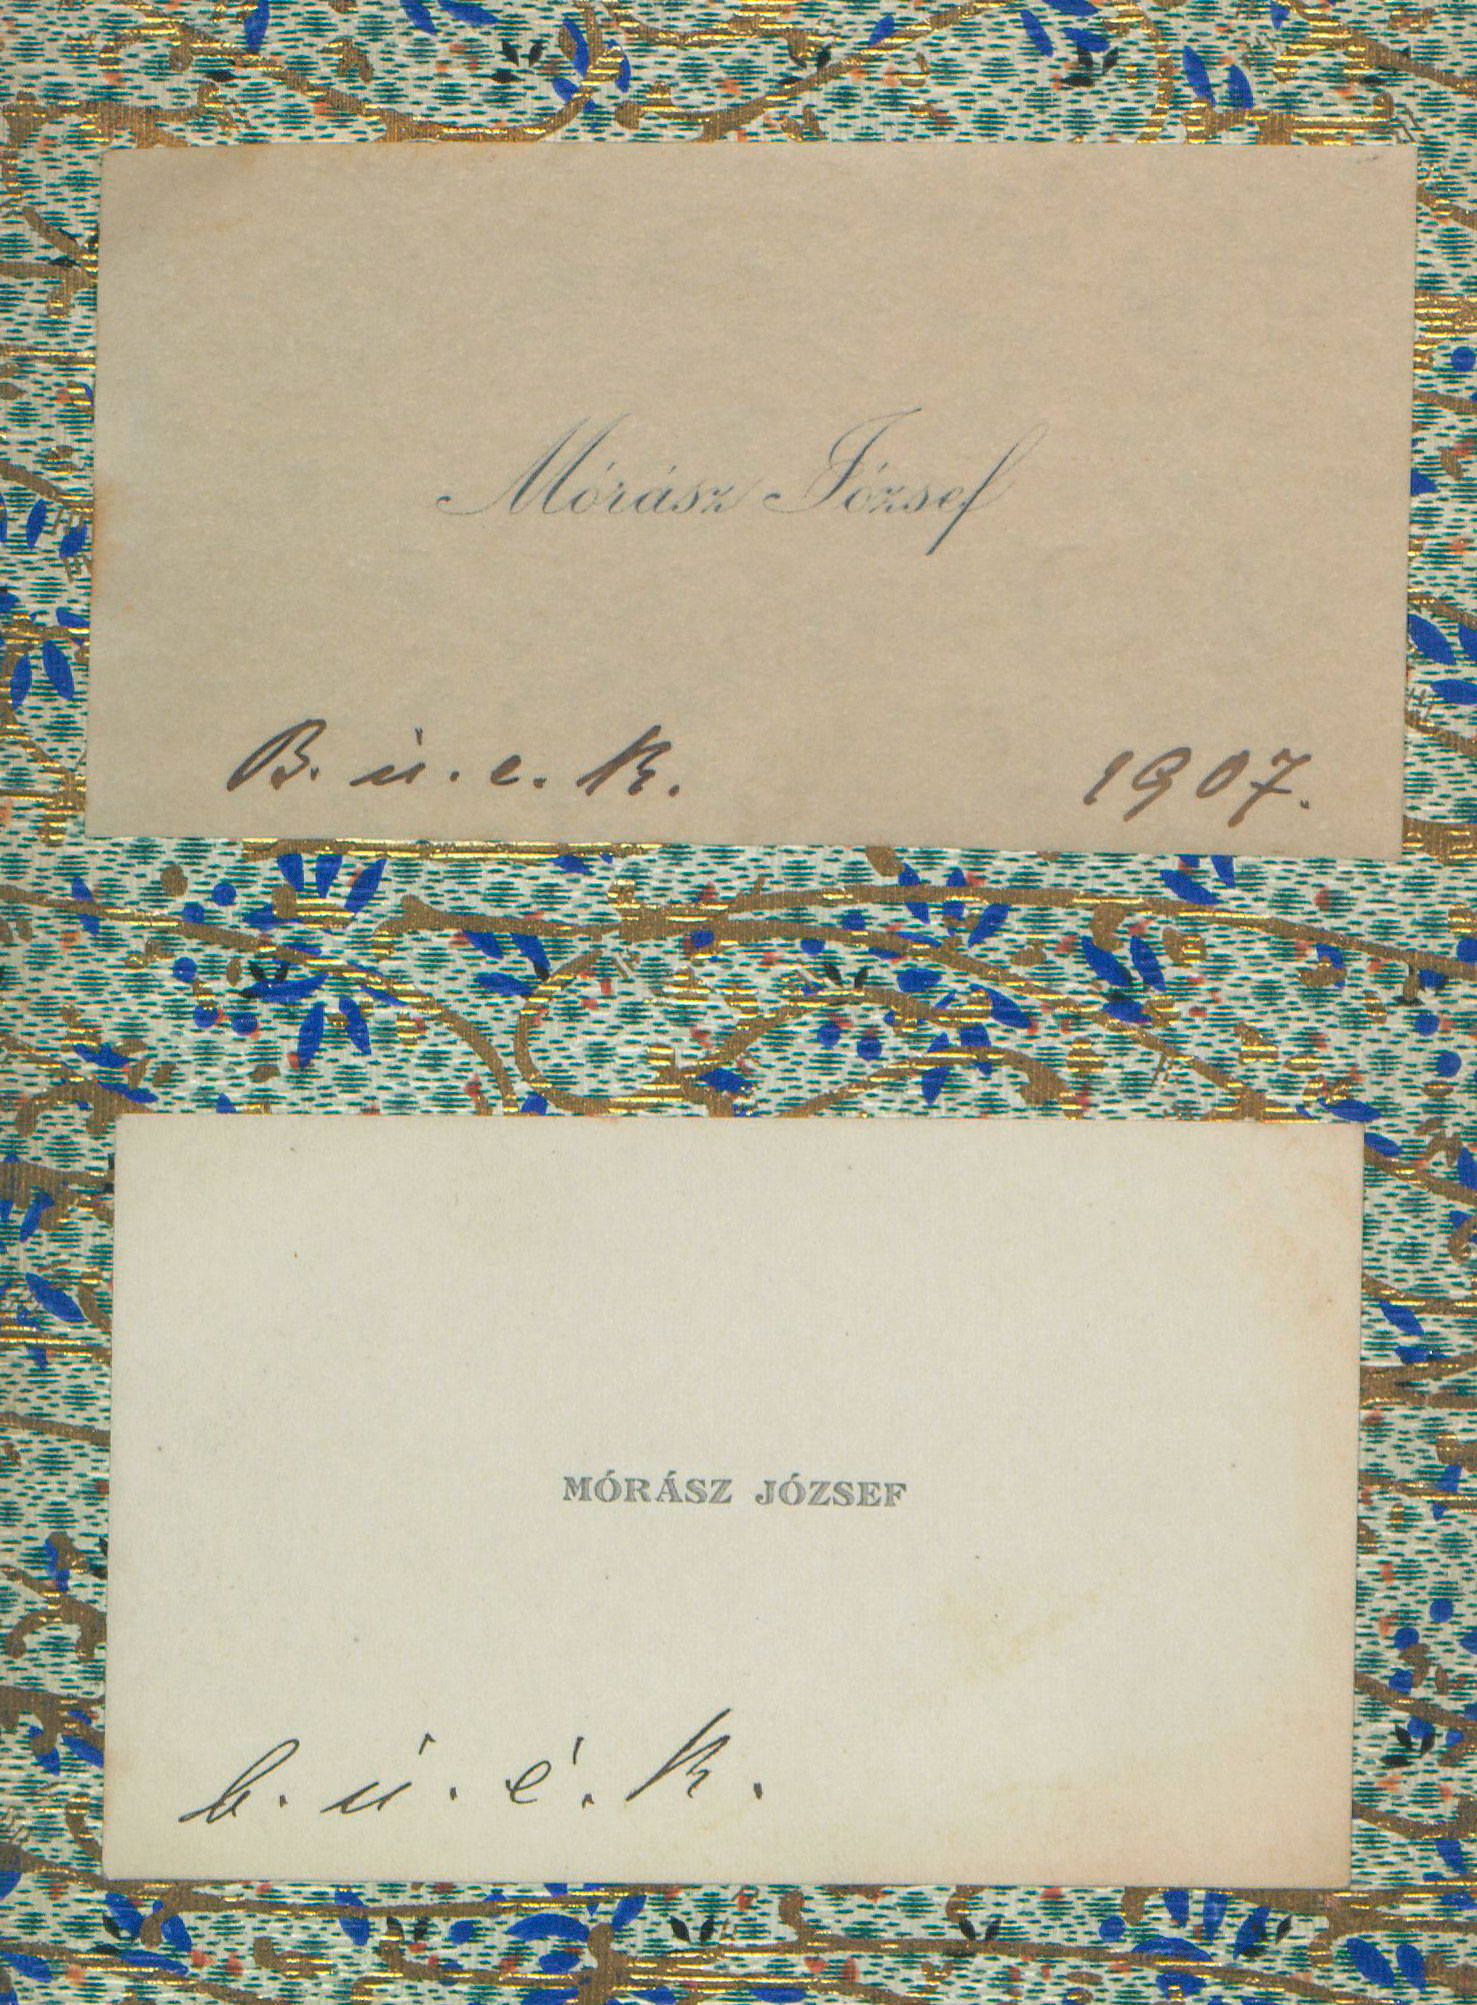 Mórász József
B. ú. e. k. 1907.
MÓRÁSZ JÓZSEF
b. ú. é. k.